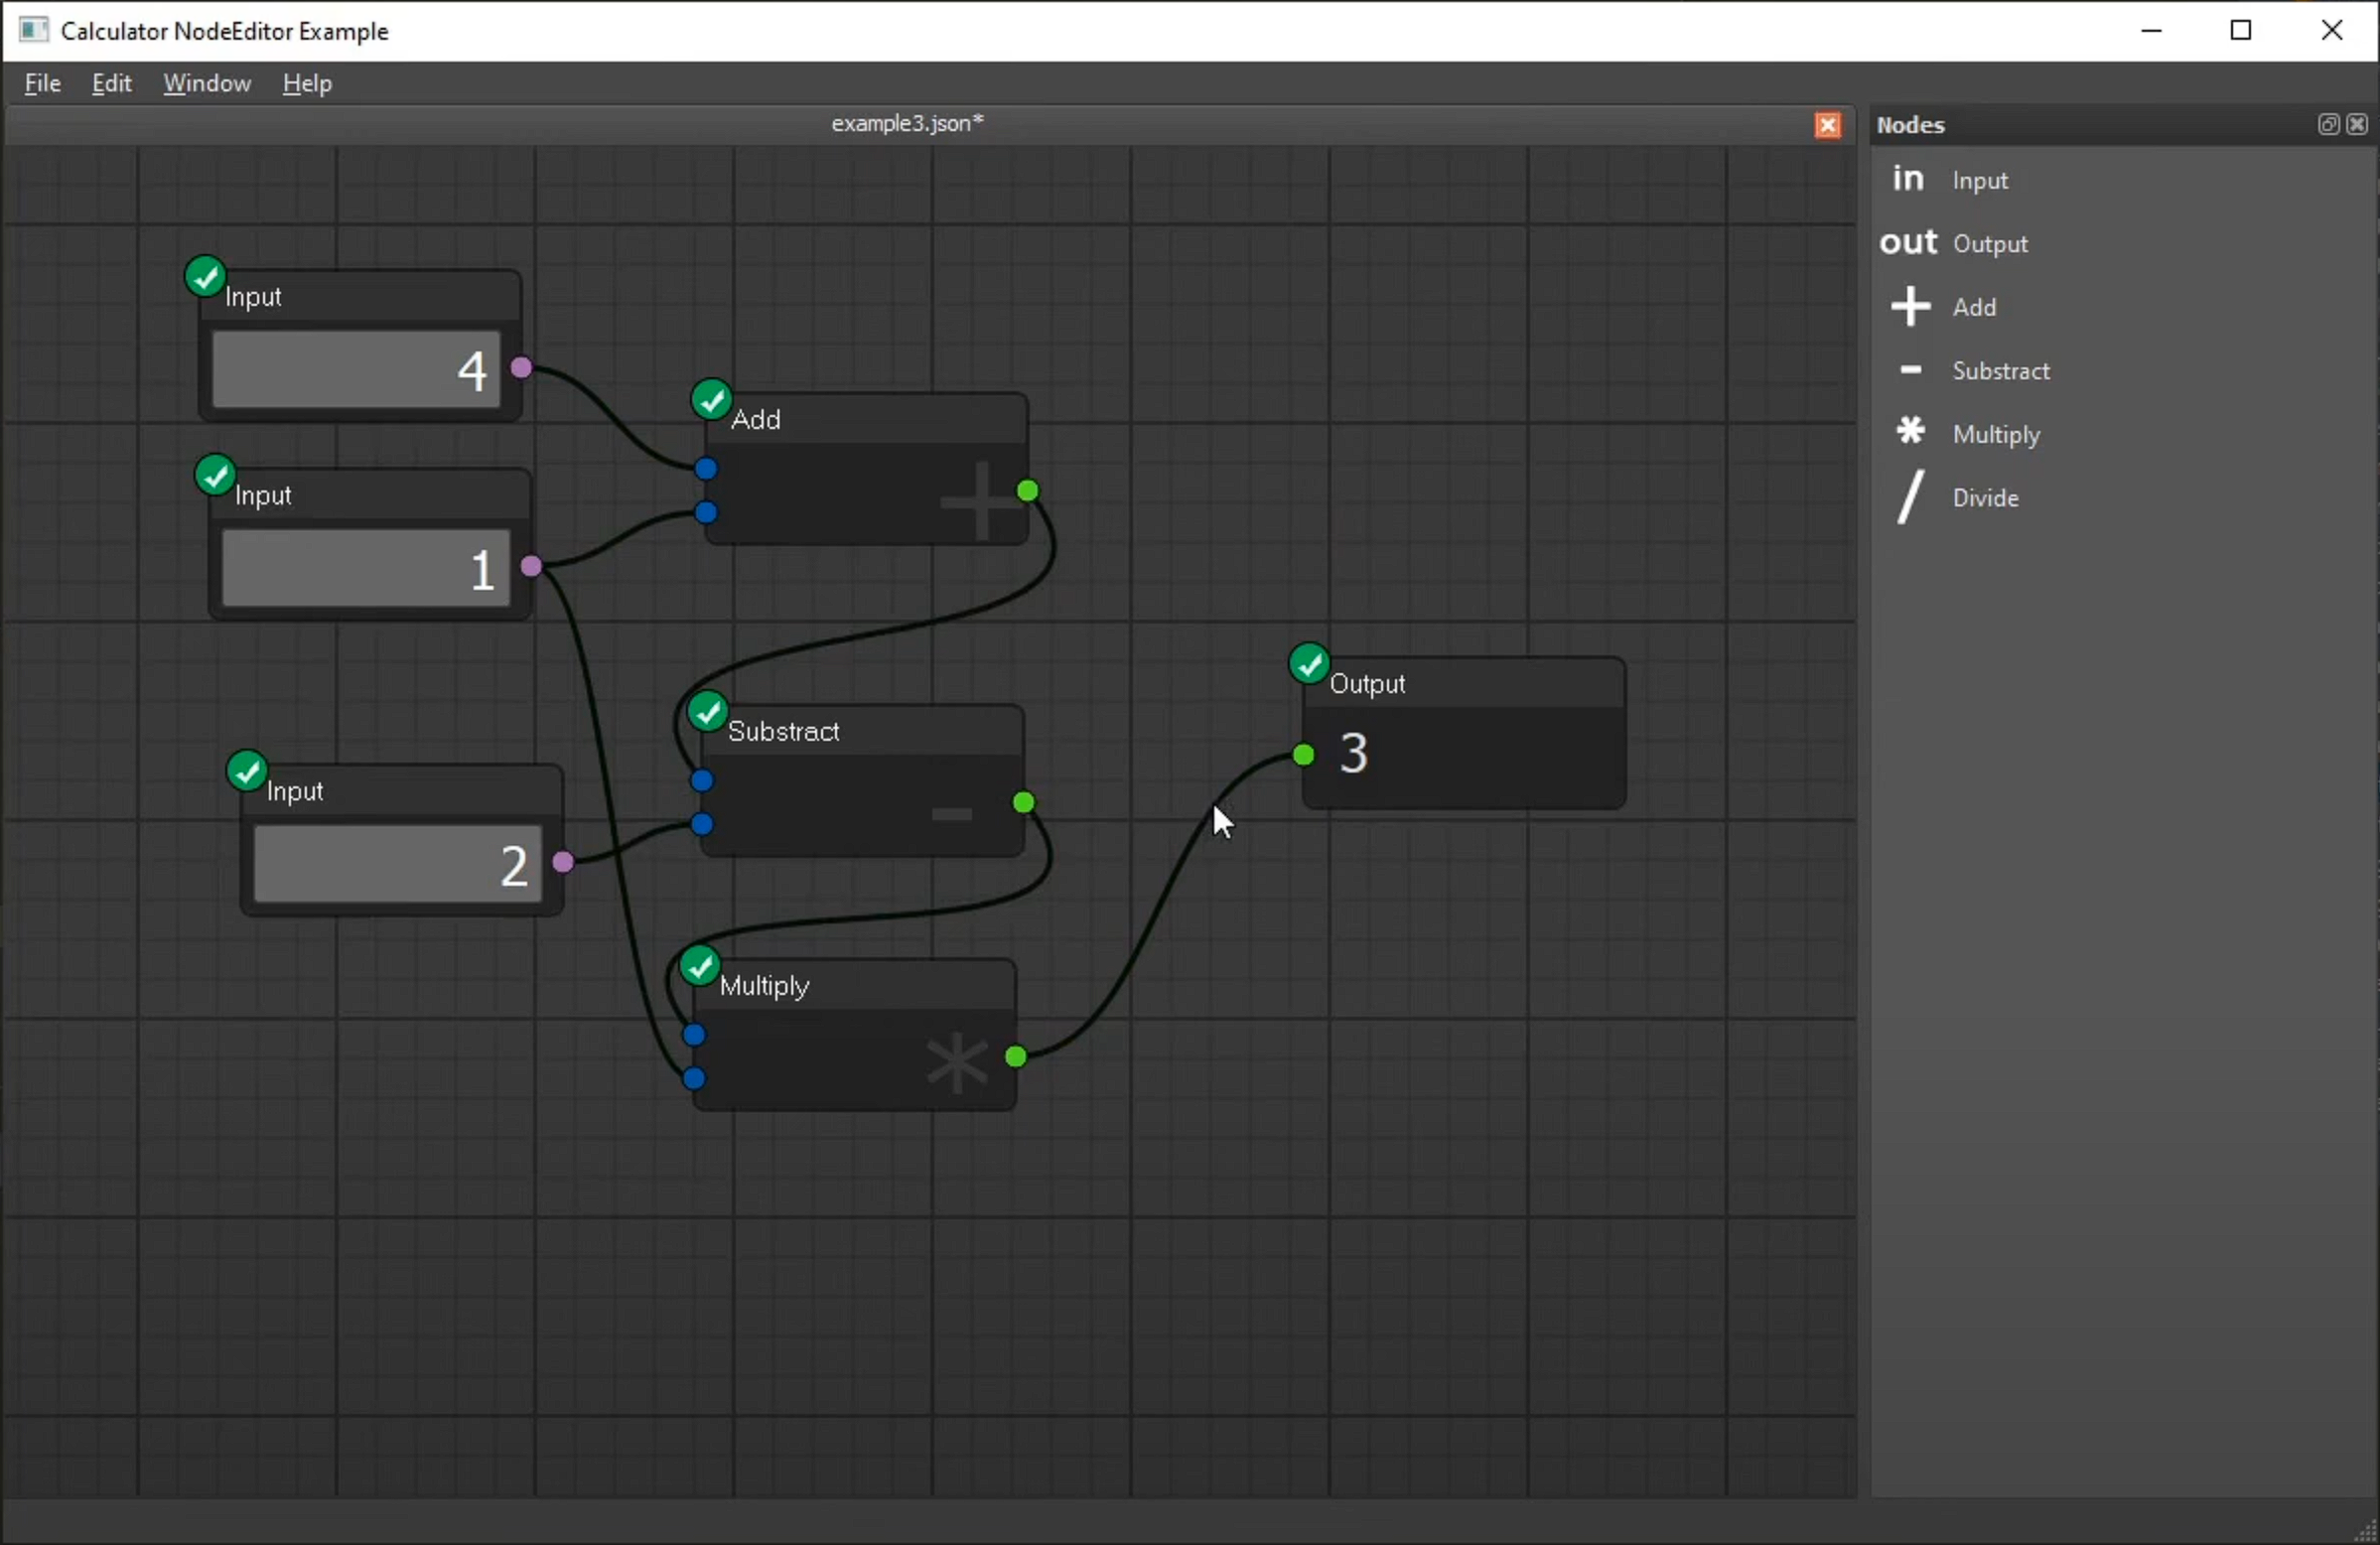 Calculator NodeEditor Example
File Edit Window Help
example3.json*
Nodes
in Input
out Output
+ Add
- Substract
* Multiply
/ Divide
Input
4
Input
1
Input
2
Add
+
Substract
-
Multiply
*
Output
3